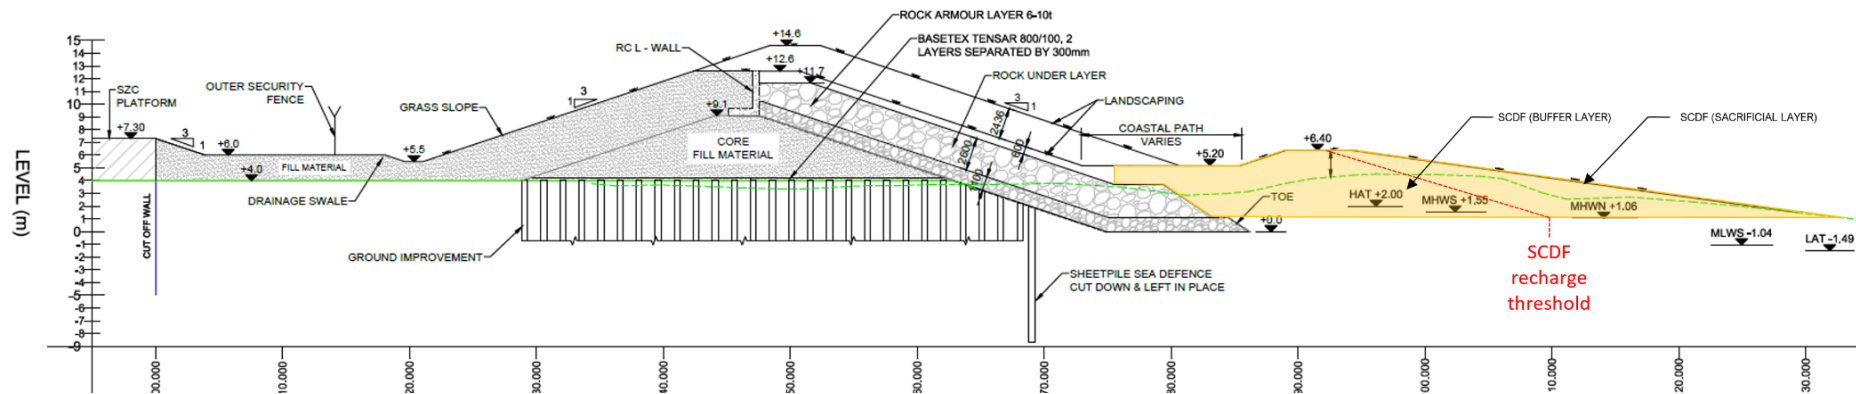 ROCK ARMOUR LAYER 6-10t
BASETEX TENSAR 800/100, 2
LAYERS SEPARATED BY 300mm
RC L - WALL
+14.6
+12.6
+11.7
ROCK UNDER LAYER
SZC
PLATFORM
OUTER SECURITY
FENCE
GRASS SLOPE
3
1
+9.1
3
1
LANDSCAPING
2436
COASTAL PATH
VARIES
SCDF (BUFFER LAYER)
SCDF (SACRIFICIAL LAYER)
+7.30
3
1
+6.0
+5.5
+4.0
FILL MATERIAL
CORE
FILL MATERIAL
2600
600
+5.20
+6.40
DRAINAGE SWALE
TOE
+0.0
HAT +2.00
MHWS +1.55
MHWN +1.06
MLWS -1.04
LAT -1.49
CUT OFF WALL
GROUND IMPROVEMENT
SHEETPILE SEA DEFENCE
CUT DOWN & LEFT IN PLACE
SCDF
recharge
threshold
LEVEL (m)
15
14
13
12
11
10
9
8
7
6
5
4
3
2
1
0
-1
-2
-3
-4
-5
-6
-7
-8
-9
00.000
10.000
20.000
30.000
40.000
50.000
60.000
70.000
80.000
90.000
00.000
10.000
20.000
30.000